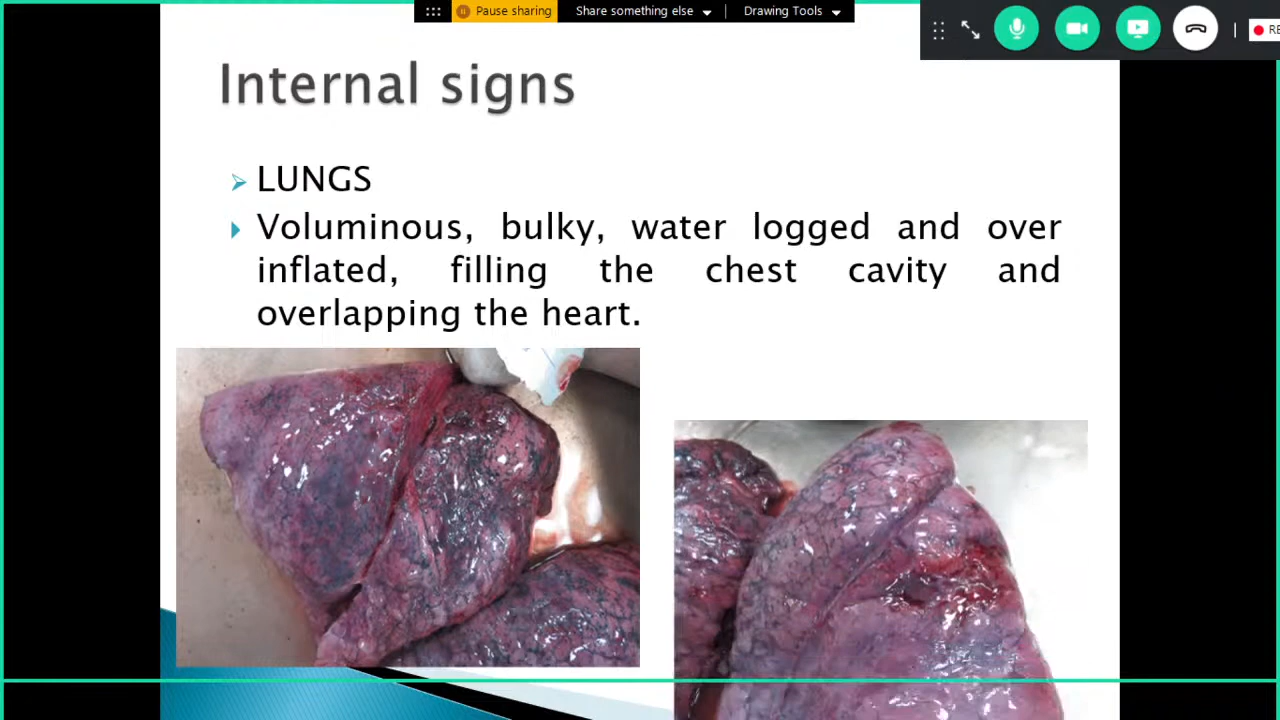 Pause sharing
Share something else
Drawing Tools
RE
Internal signs
LUNGS
Voluminous, bulky, water logged and over
inflated, filling the chest cavity and
overlapping the heart.